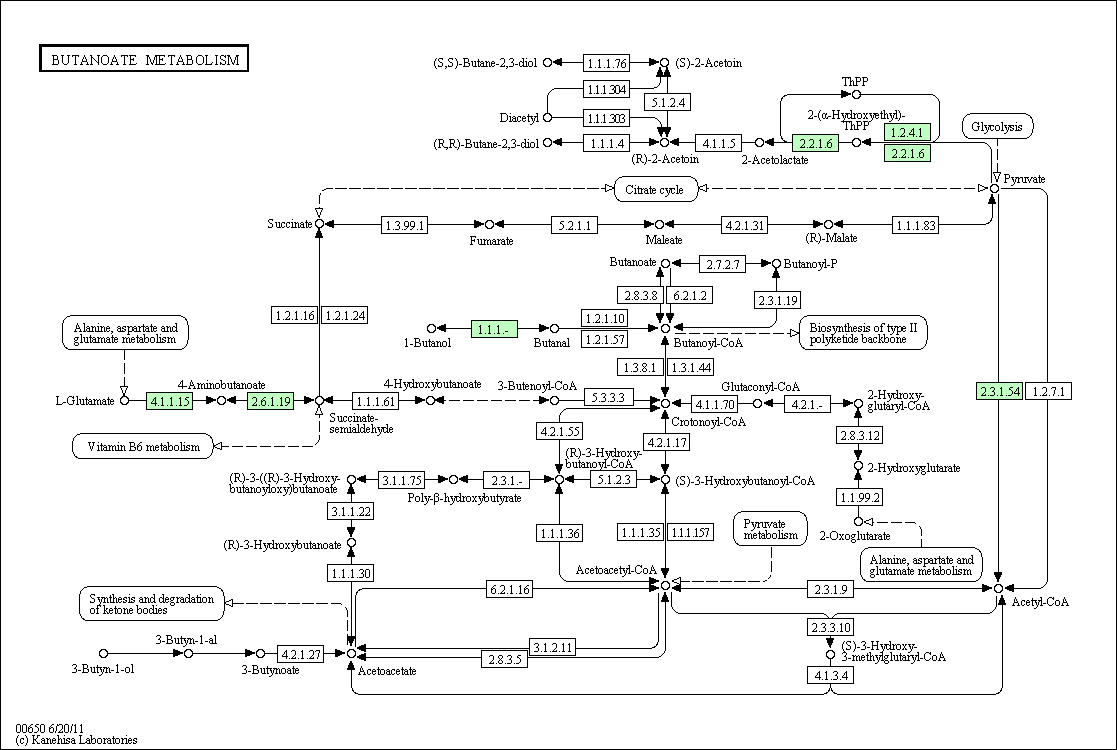 BUTANOATE METABOLISM
(S,S)-Butane-2,3-diol
1.1.1.76
(S)-2-Acetoin
1.1.1.304
5.1.2.4
Diacetyl
1.1.1.303
(R,R)-Butane-2,3-diol
1.1.1.4
(R)-2-Acetoin
4.1.1.5
2-Acetolactate
2.2.1.6
ThPP
2-(α-Hydroxyethyl)-
ThPP
1.2.4.1
2.2.1.6
Glycolysis
Pyruvate
Citrate cycle
Succinate
1.3.99.1
Fumarate
5.2.1.1
Maleate
4.2.1.31
(R)-Malate
1.1.1.83
Butanoate
2.7.2.7
Butanoyl-P
2.8.3.8
6.2.1.2
2.3.1.19
1.2.1.16
1.2.1.24
Alanine, aspartate and
glutamate metabolism
1-Butanol
1.1.1.-
Butanal
1.2.1.10
1.2.1.57
Butanoyl-CoA
Biosynthesis of type II
polyketide backbone
1.3.8.1
1.3.1.44
L-Glutamate
4.1.1.15
4-Aminobutanoate
2.6.1.19
Succinate-
semialdehyde
1.1.1.61
4-Hydroxybutanoate
3-Butenoyl-CoA
5.3.3.3
Crotonoyl-CoA
4.1.1.70
Glutaconyl-CoA
4.2.1.-
2-Hydroxy-
glutaryl-CoA
2.3.1.54
1.2.7.1
Vitamin B6 metabolism
4.2.1.55
4.2.1.17
2.8.3.12
(R)-3-((R)-3-Hydroxy-
butanoyloxy)butanoate
3.1.1.75
Poly-β-hydroxybutyrate
2.3.1.-
(R)-3-Hydroxy-
butanoyl-CoA
5.1.2.3
(S)-3-Hydroxybutanoyl-CoA
2-Hydroxyglutarate
1.1.99.2
3.1.1.22
2-Oxoglutarate
(R)-3-Hydroxybutanoate
1.1.1.36
1.1.1.35
1.1.1.157
Pyruvate
metabolism
Alanine, aspartate and
glutamate metabolism
1.1.1.30
Acetoacetyl-CoA
6.2.1.16
2.3.1.9
Acetyl-CoA
Synthesis and degradation
of ketone bodies
2.3.3.10
3-Butyn-1-ol
3-Butyn-1-al
3-Butynoate
4.2.1.27
Acetoacetate
3.1.2.11
2.8.3.5
(S)-3-Hydroxy-
3-methylglutaryl-CoA
4.1.3.4
00650 6/20/11
(c) Kanehisa Laboratories